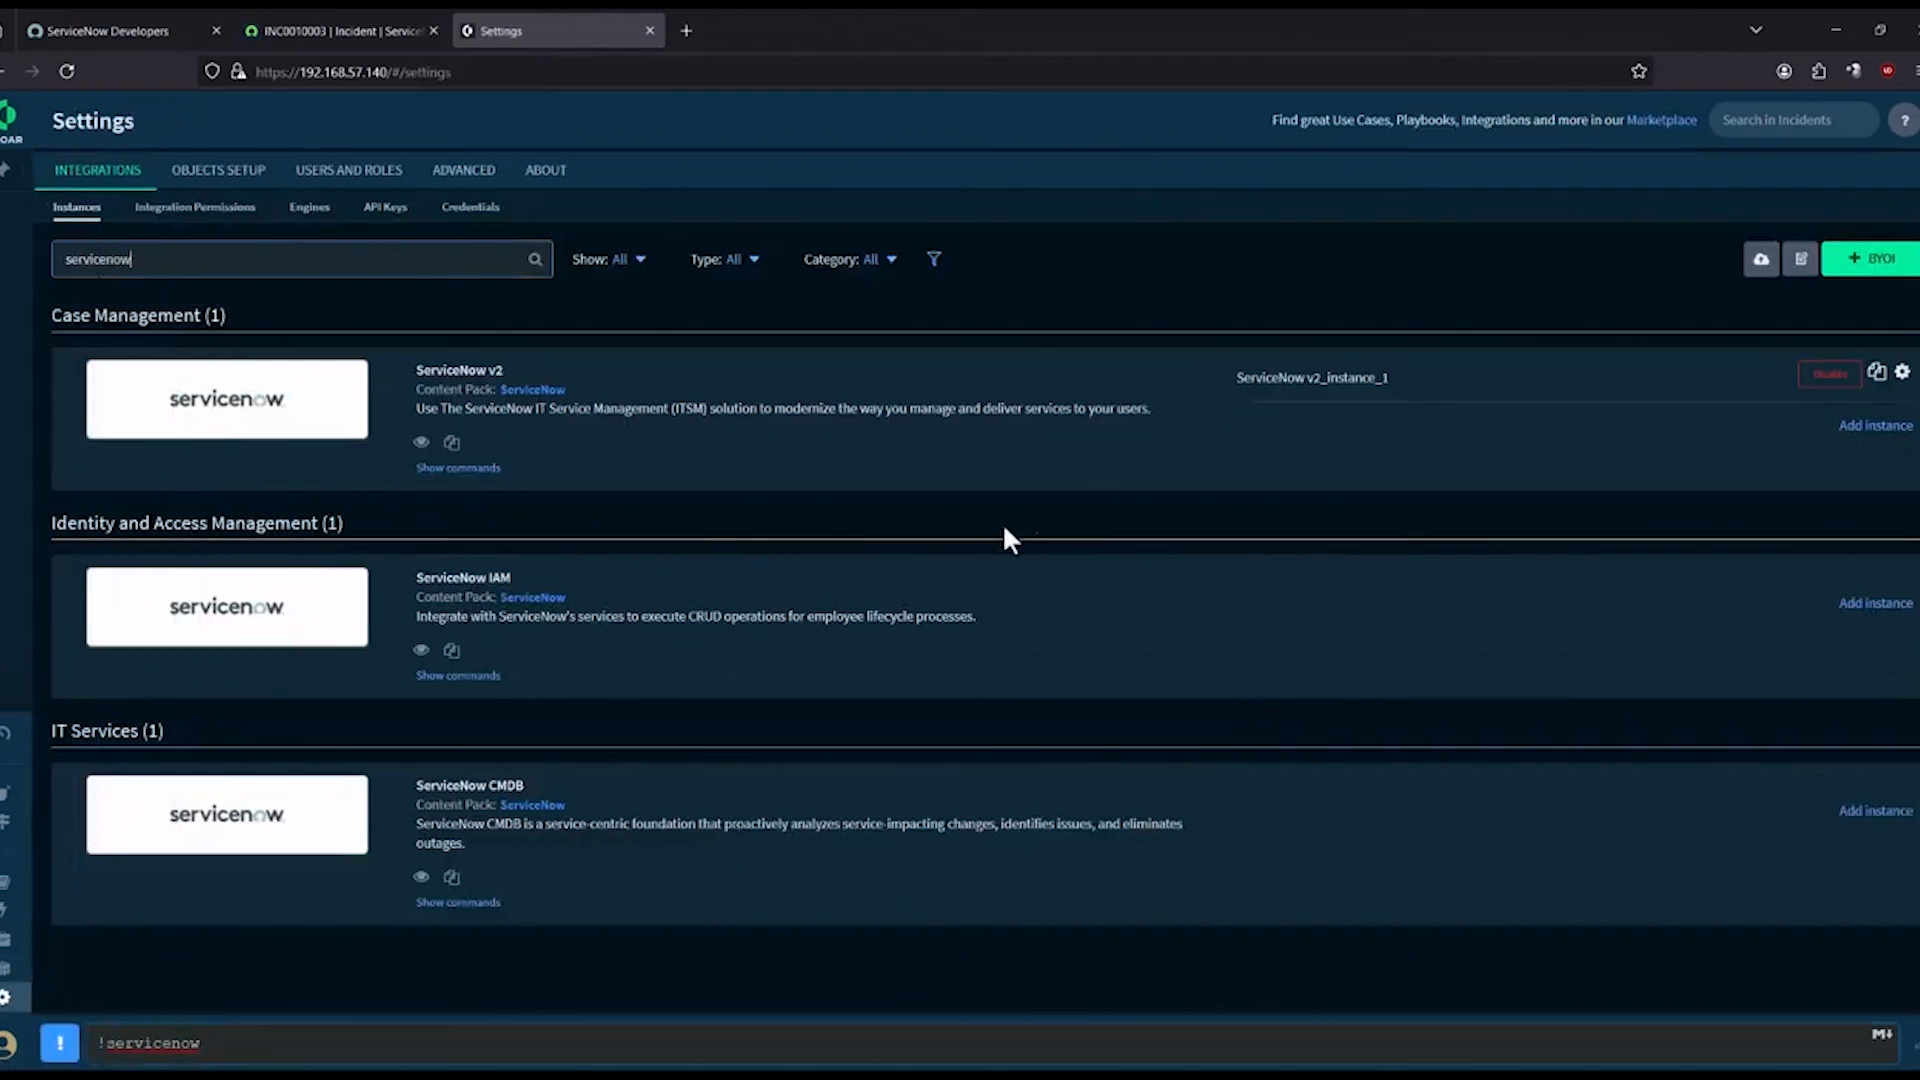 ServiceNow Developers
INC0010003 | Incident | Service
Settings
https://192.168.57.140/#/settings
OAR
Settings
Find great Use Cases, Playbooks, Integrations and more in our Marketplace
Search in Incidents
?
INTEGRATIONS
OBJECTS SETUP
USERS AND ROLES
ADVANCED
ABOUT
Instances
Integration Permissions
Engines
API Keys
Credentials
servicenow
Show: All
Type: All
Category: All
+ BYOI
Case Management (1)
servicenow
ServiceNow v2
Content Pack: ServiceNow
Use The ServiceNow IT Service Management (ITSM) solution to modernize the way you manage and deliver services to your users.
Show commands
ServiceNow v2_instance_1
Disable
Add instance
Identity and Access Management (1)
servicenow
ServiceNow IAM
Content Pack: ServiceNow
Integrate with ServiceNow's services to execute CRUD operations for employee lifecycle processes.
Show commands
Add instance
IT Services (1)
servicenow
ServiceNow CMDB
Content Pack: ServiceNow
ServiceNow CMDB is a service-centric foundation that proactively analyzes service-impacting changes, identifies issues, and eliminates
outages.
Show commands
Add instance
!
!servicenow
M↓